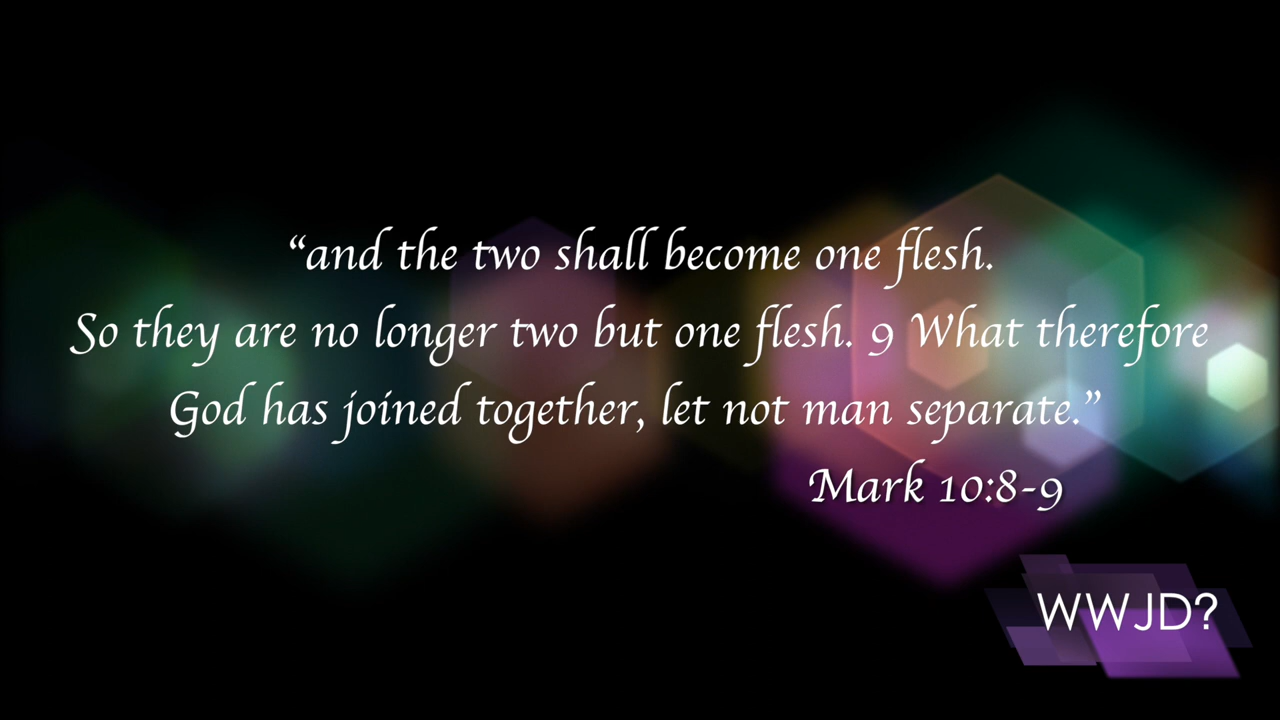 “and the two shall become one flesh.
So they are no longer two but one flesh. 9 What therefore
God has joined together, let not man separate.”
Mark 10:8-9
WWJD?